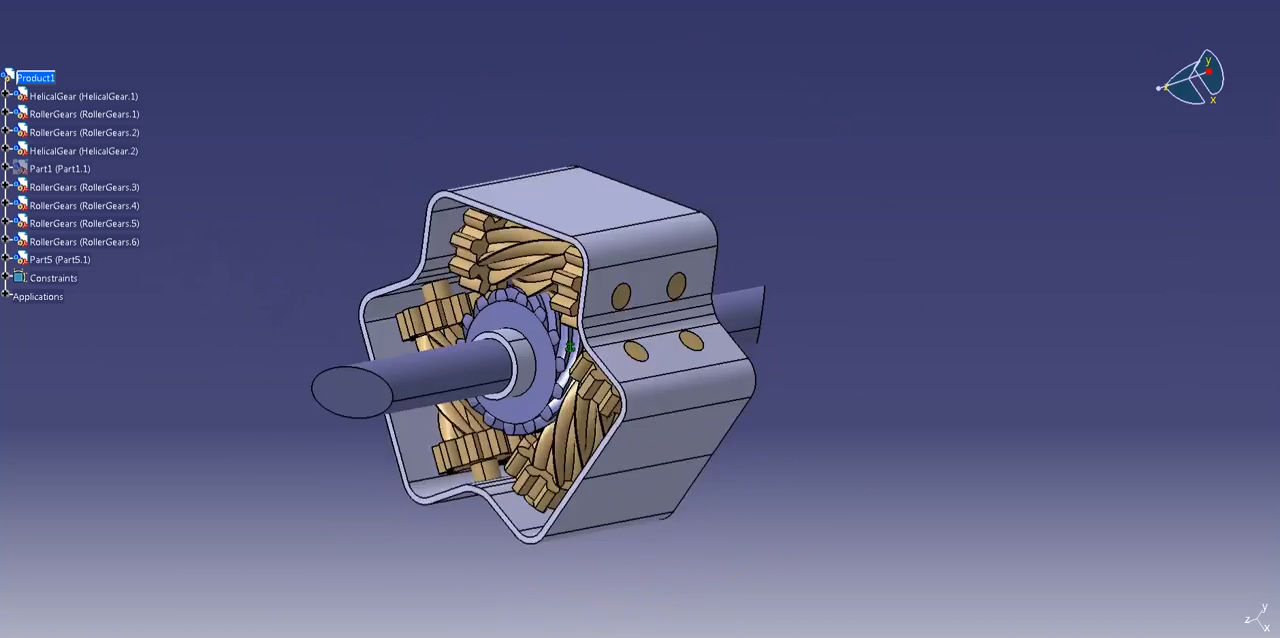 Product1
HelicalGear (HelicalGear.1)
RollerGears (RollerGears.1)
RollerGears (RollerGears.2)
HelicalGear (HelicalGear.2)
Part1 (Part1.1)
RollerGears (RollerGears.3)
RollerGears (RollerGears.4)
RollerGears (RollerGears.5)
RollerGears (RollerGears.6)
Part5 (Part5.1)
Constraints
Applications
y
z
x
y
z
x